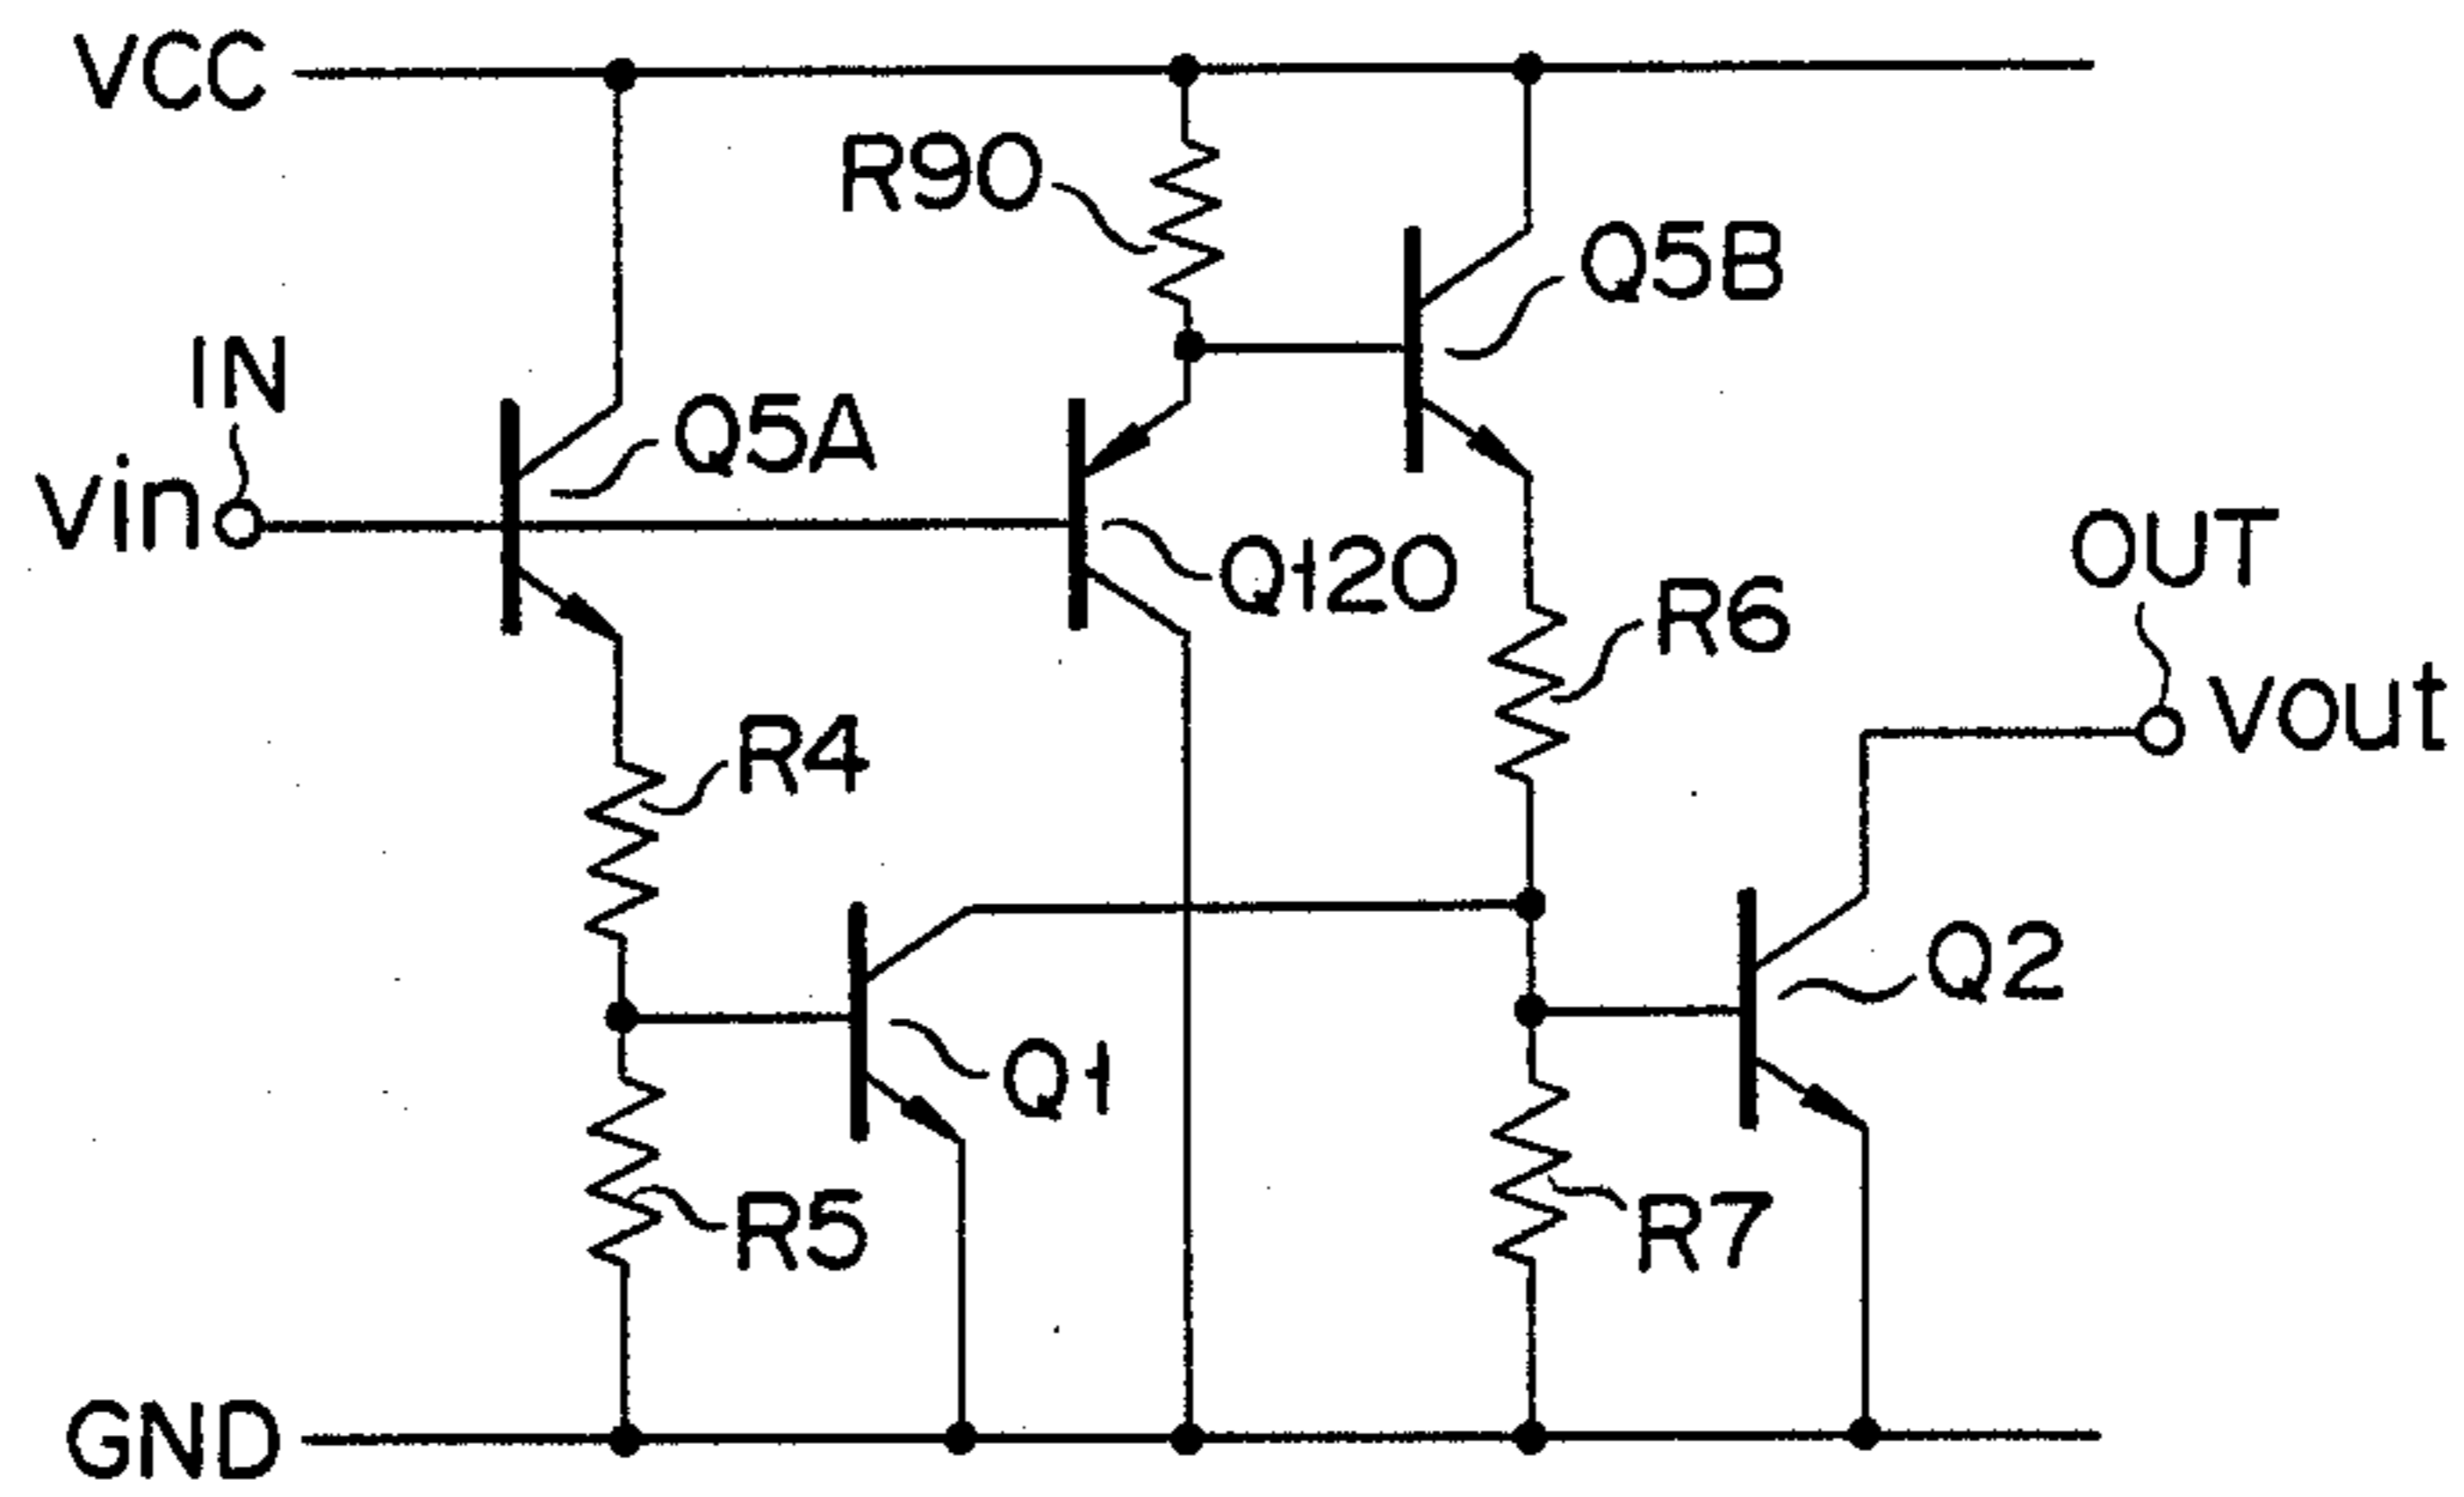 VCC
R90
Q5B
IN
Q5A
Vin
OUT
Q120
R6
Vout
R4
Q2
Q1
R5
R7
GND